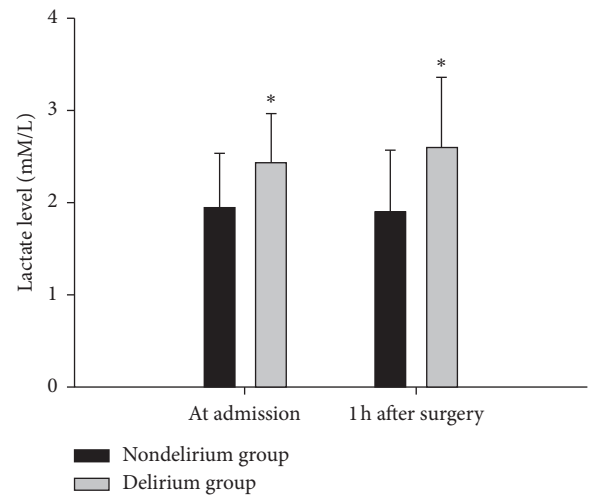 4
3
2
1
0
Lactate level (mM/L)
*
*
At admission
1 h after surgery
Nondelirium group
Delirium group